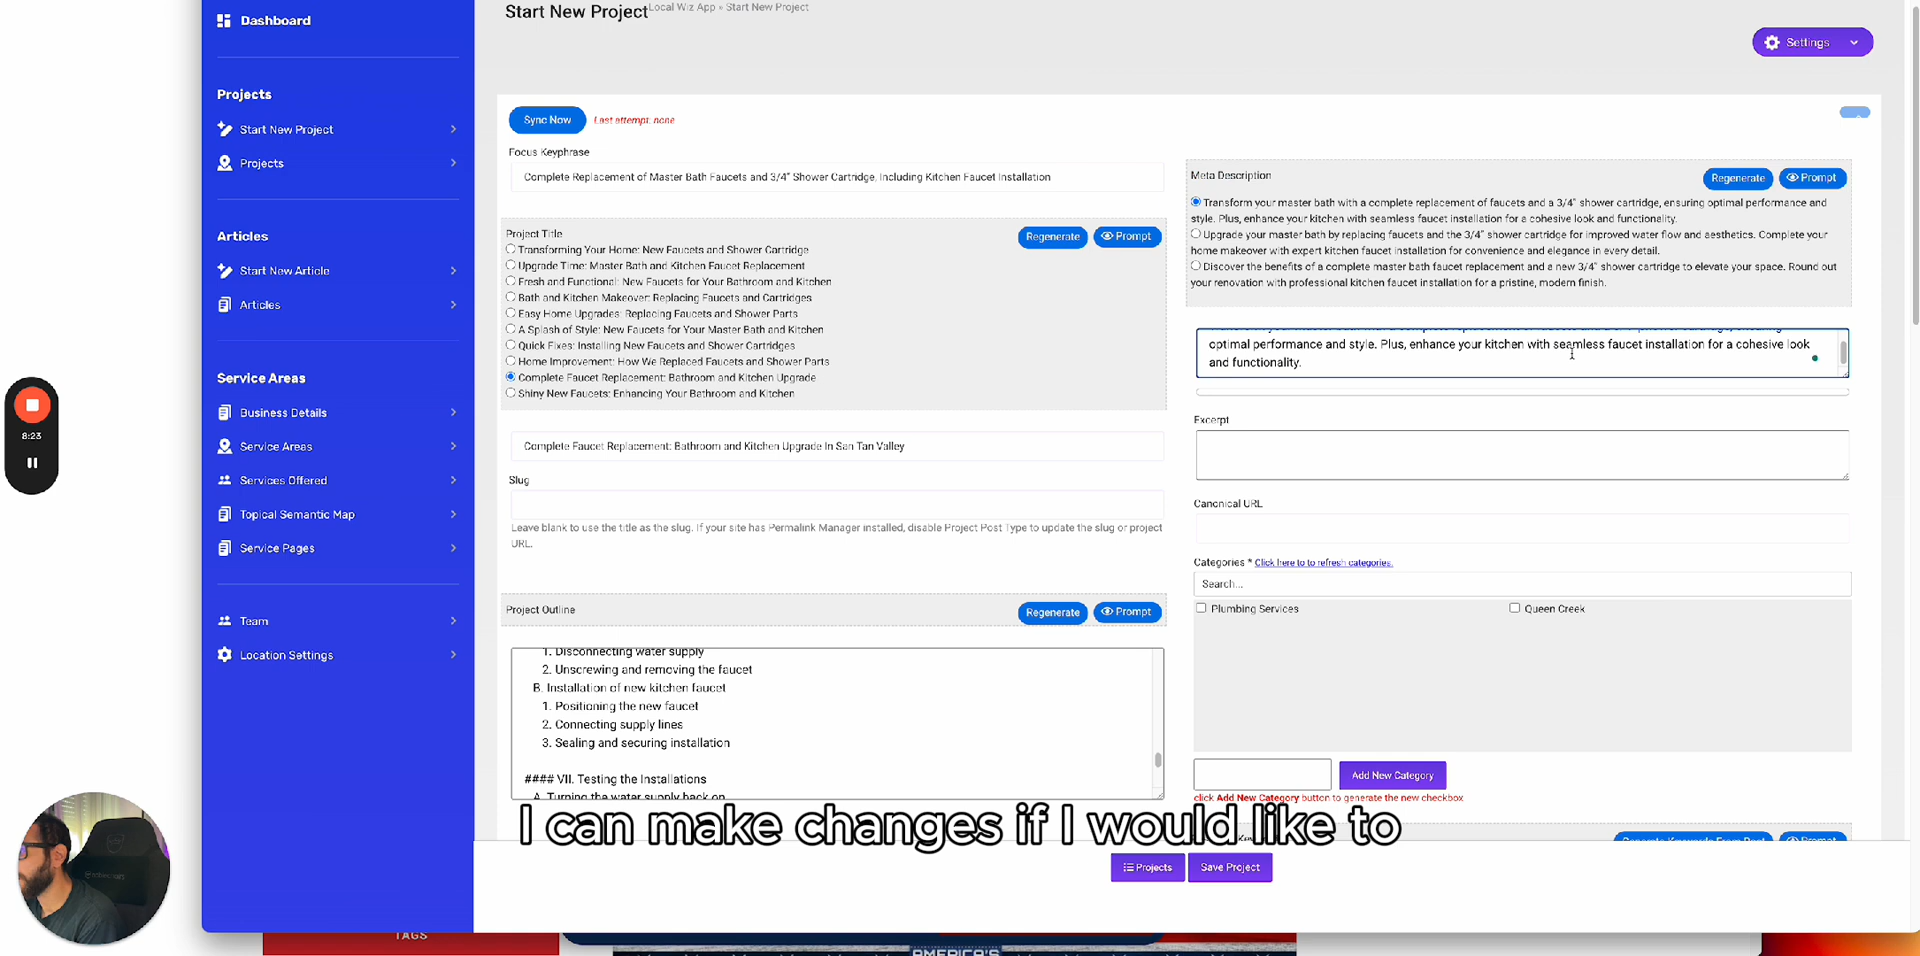 Dashboard
Projects
Start New Project
Projects
Articles
Start New Article
Articles
Service Areas
Business Details
Service Areas
Services Offered
Topical Semantic Map
Service Pages
Team
Location Settings
8:23
Start New Project
Local Wiz App » Start New Project
Settings
Sync Now
Last attempt: none
Focus Keyphrase
Complete Replacement of Master Bath Faucets and 3/4" Shower Cartridge, Including Kitchen Faucet Installation
Project Title
Regenerate
Prompt
Transforming Your Home: New Faucets and Shower Cartridge
Upgrade Time: Master Bath and Kitchen Faucet Replacement
Fresh and Functional: New Faucets for Your Bathroom and Kitchen
Bath and Kitchen Makeover: Replacing Faucets and Cartridges
Easy Home Upgrades: Replacing Faucets and Shower Parts
A Splash of Style: New Faucets for Your Master Bath and Kitchen
Quick Fixes: Installing New Faucets and Shower Cartridges
Home Improvement: How We Replaced Faucets and Shower Parts
Complete Faucet Replacement: Bathroom and Kitchen Upgrade
Shiny New Faucets: Enhancing Your Bathroom and Kitchen
Complete Faucet Replacement: Bathroom and Kitchen Upgrade In San Tan Valley
Slug
Leave blank to use the title as the slug. If your site has Permalink Manager installed, disable Project Post Type to update the slug or project
URL.
Project Outline
Regenerate
Prompt
1. Disconnecting water supply
2. Unscrewing and removing the faucet
B. Installation of new kitchen faucet
1. Positioning the new faucet
2. Connecting supply lines
3. Sealing and securing installation
#### VII. Testing the Installations
A. Turning the water supply back on
Meta Description
Regenerate
Prompt
Transform your master bath with a complete replacement of faucets and a 3/4" shower cartridge, ensuring optimal performance and
style. Plus, enhance your kitchen with seamless faucet installation for a cohesive look and functionality.
Upgrade your master bath by replacing faucets and the 3/4" shower cartridge for improved water flow and aesthetics. Complete your
home makeover with expert kitchen faucet installation for convenience and elegance in every detail.
Discover the benefits of a complete master bath faucet replacement and a new 3/4" shower cartridge to elevate your space. Round out
your renovation with professional kitchen faucet installation for a pristine, modern finish.
optimal performance and style. Plus, enhance your kitchen with seamless faucet installation for a cohesive look
and functionality.
Excerpt
Canonical URL
Categories * Click here to to refresh categories.
Search...
Plumbing Services
Queen Creek
Add New Category
click Add New Category button to generate the new checkbox
Generate Keywords From Post
Prompt
I can make changes if I would like to
Projects
Save Project
TAGS
AMERICA'S